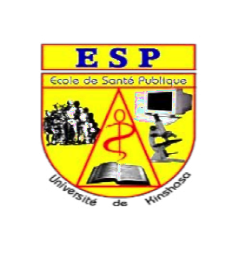 ESP
Ecole de Santé Publique
Université de Kinshasa